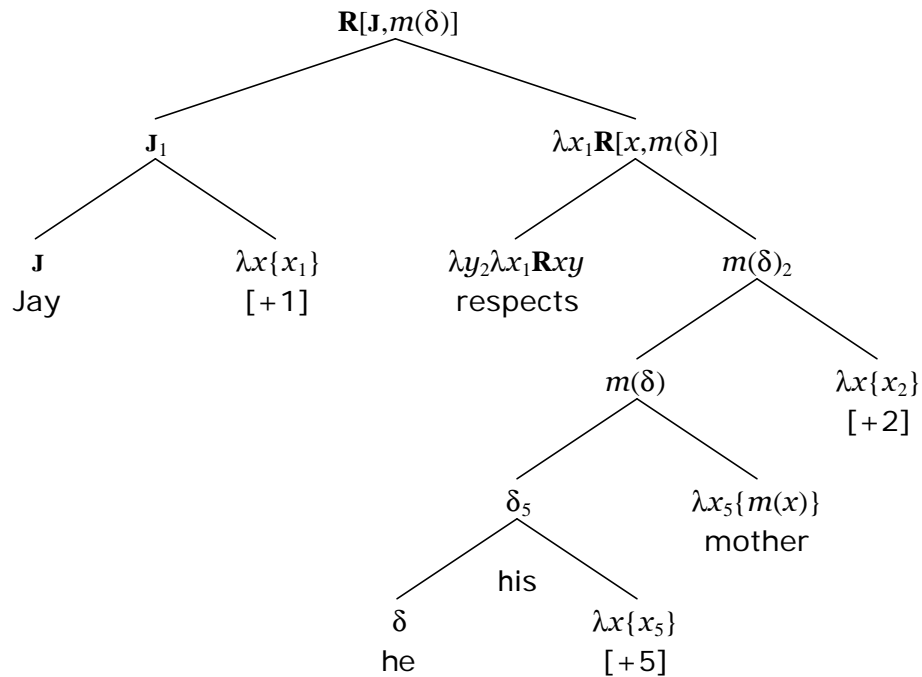 R[J,m(δ)]
J₁ λx₁R[x,m(δ)]
J λx{x₁} λy₂λx₁Rxy m(δ)₂
Jay [+1] respects
m(δ) λx{x₂}
[+2]
δ₅ λx₅{m(x)}
mother
his
δ λx{x₅}
he [+5]